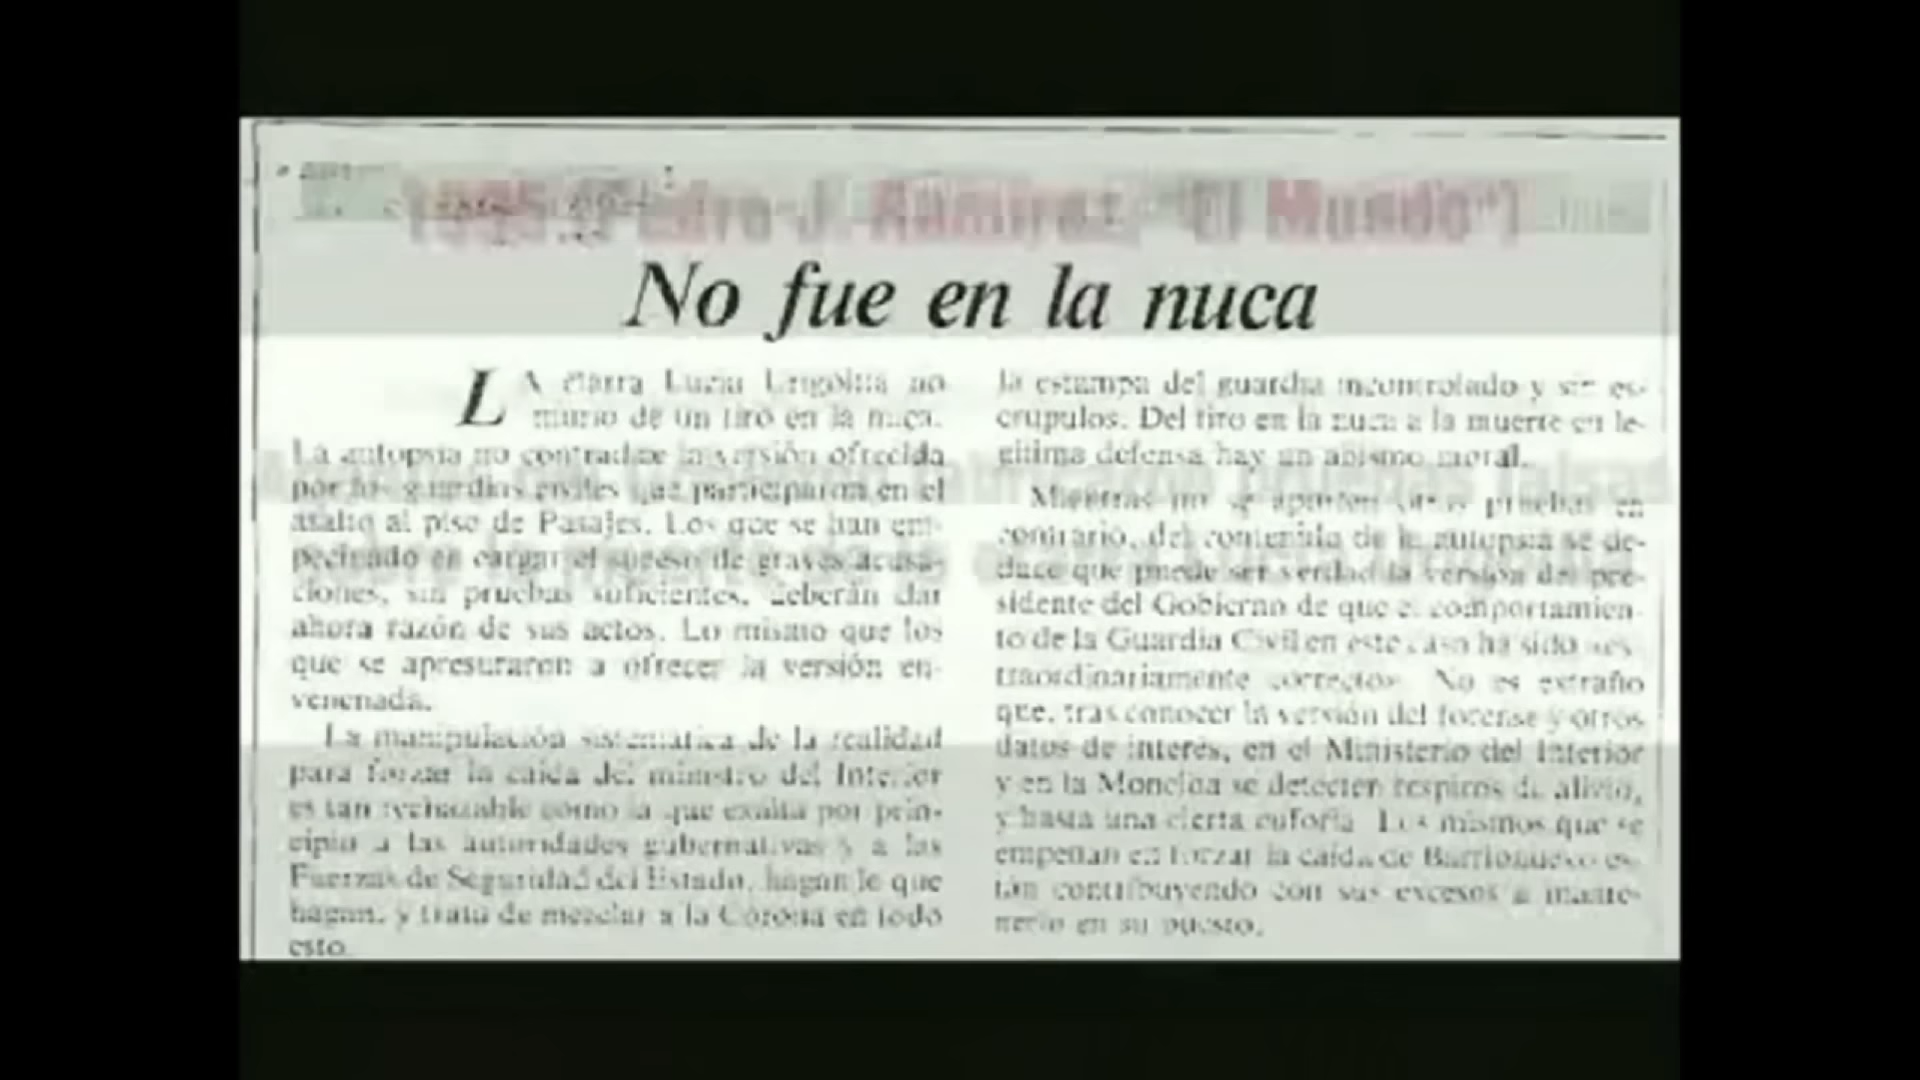 1995 (Pedro J. Ramírez, "El Mundo")
No fue en la nuca
LA etarra Lucía Urigoitia no
murió de un tiro en la nuca.
La autopsia no contradice la versión ofrecida
por los guardias civiles que participaron en el
asalto al piso de Pasajes. Los que se han em-
pecinado en cargar el suceso de graves acusa-
ciones, sin pruebas suficientes, deberán dar
ahora razón de sus actos. Lo mismo que los
que se apresuraron a ofrecer la versión en-
venenada.
La manipulación sistemática de la realidad
para forzar la caída del ministro del Interior
es tan rechazable como la que exalta por prin-
cipio a las autoridades gubernativas y a las
Fuerzas de Seguridad del Estado, hagan lo que
hagan, y trata de mezclar a la Corona en todo
esto.
la estampa del guardia incontrolado y sin es-
crúpulos. Del tiro en la nuca a la muerte en le-
gítima defensa hay un abismo moral.
Mientras no se aporten otras pruebas en
contrario, del contenido de la autopsia se de-
duce que puede ser verdad la versión del pre-
sidente del Gobierno de que el comportamien-
to de la Guardia Civil en este caso ha sido
traordinariamente correcto». No es extraño
que, tras conocer la versión del forense y otros
datos de interés, en el Ministerio del Interior
y en la Moncloa se detecten respiros de alivio,
y hasta una cierta euforia. Los mismos que se
empeñan en forzar la caída de Barrionuevo es-
tán contribuyendo con sus excesos a mante-
nerlo en su puesto.